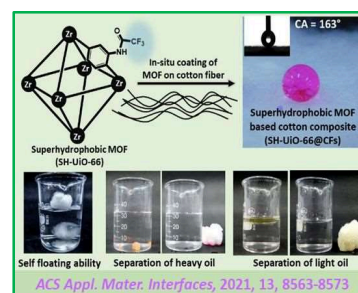 Zr
O
CF₃
NH
Zr
Zr
Zr
Zr
Zr
In-situ coating of
MOF on cotton fiber
Superhydrophobic MOF
(SH-UiO-66)
CA = 163°
Superhydrophobic MOF
based cotton composite
(SH-UiO-66@CFs)
Self floating ability
Separation of heavy oil
Separation of light oil
ACS Appl. Mater. Interfaces, 2021, 13, 8563-8573